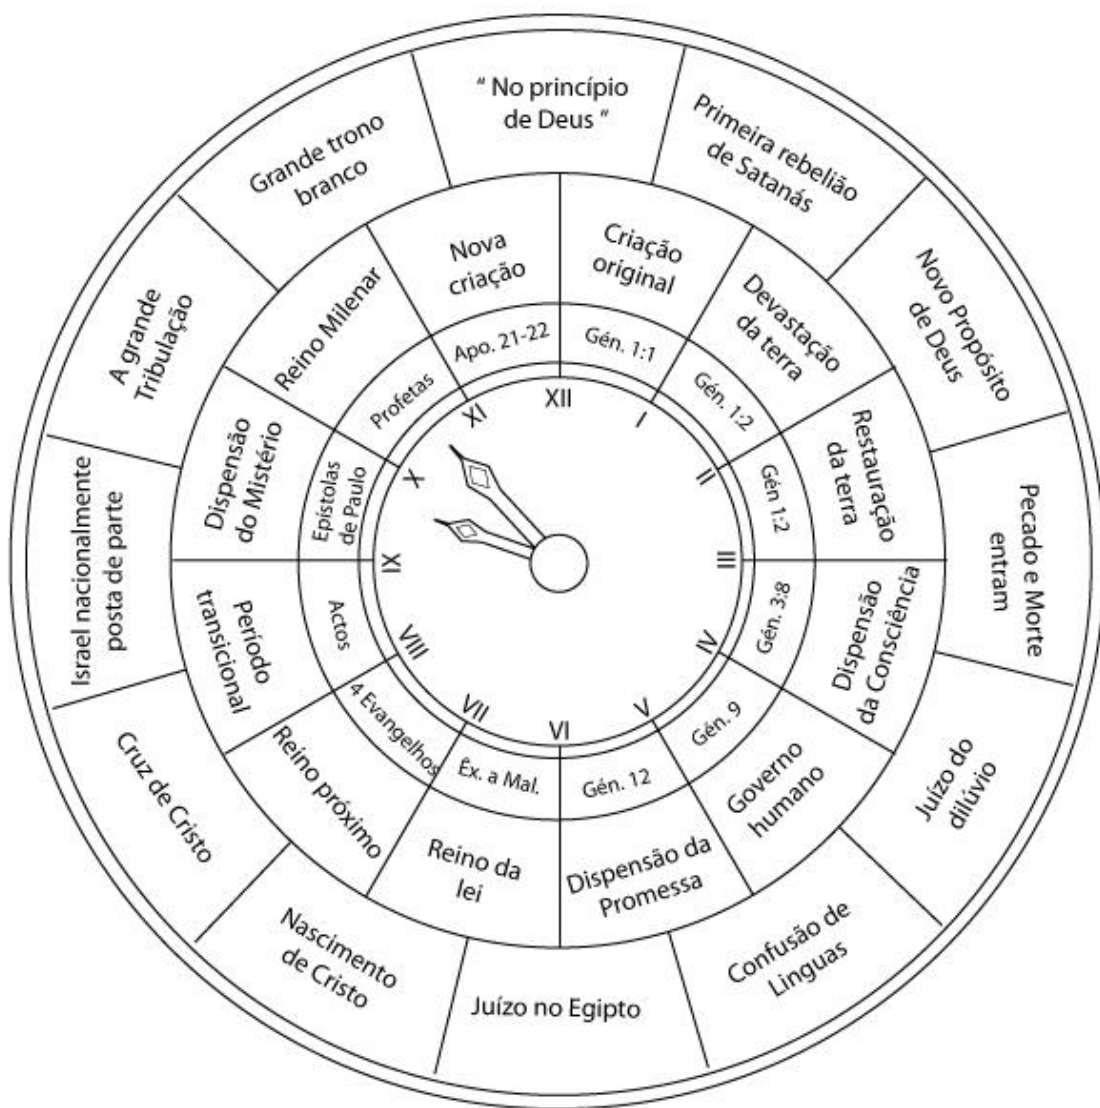 “ No princípio
de Deus “
Primeira rebelião
de Satanás
Novo Propósito
de Deus
Pecado e Morte
entram
Juízo do
dilúvio
Confusão de
Linguas
Juízo no Egipto
Nascimento
de Cristo
Cruz de Cristo
Israel nacionalmente
posta de parte
A grande
Tribulação
Grande trono
branco
Criação
original
Devastação
da terra
Restauração
da terra
Dispensão
da Consciência
Governo
humano
Dispensão da
Promessa
Reino da
lei
Reino próximo
Período
transicional
Dispensão
do Mistério
Reino Milenar
Nova
criação
Gén. 1:1
Gén. 1:2
Gén 1:2
Gén. 3:8
Gén. 9
Gén. 12
Êx. a Mal.
4 Evangelhos
Actos
Epístolas
de Paulo
Profetas
Apo. 21-22
XII
I
II
III
IV
V
VI
VII
VIII
XI
X
XI